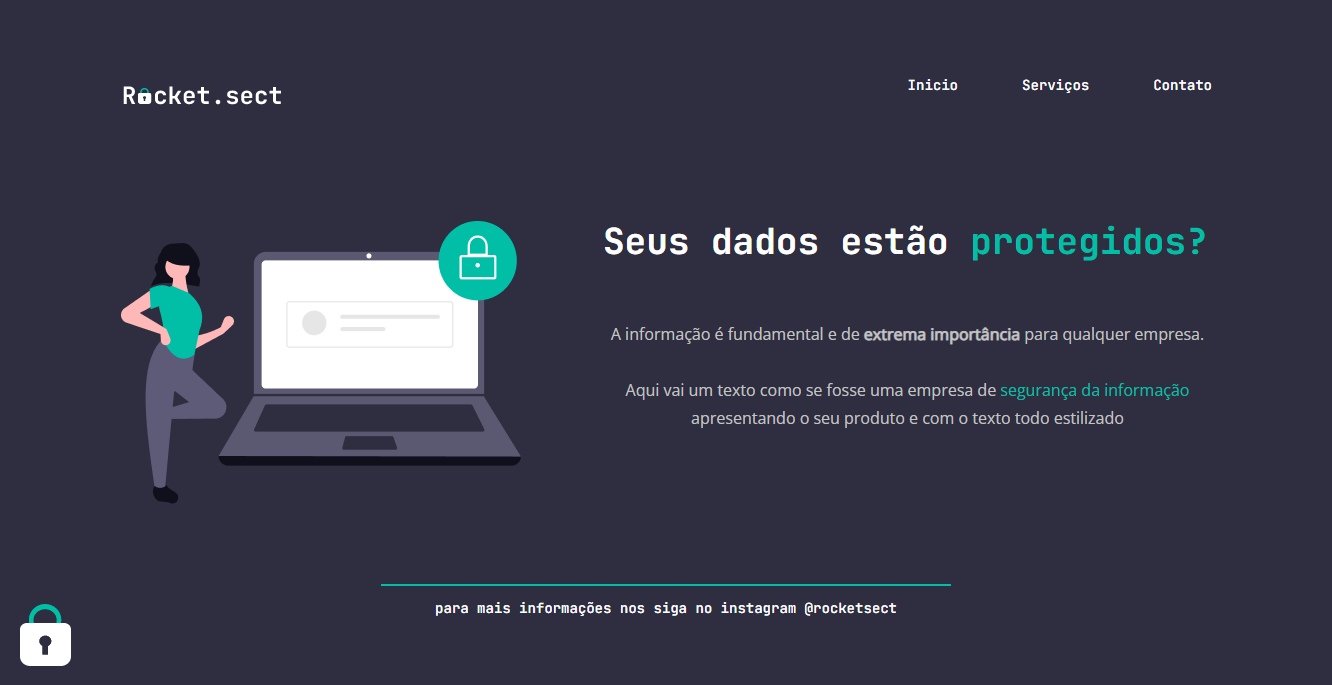 Rocket.sect
Inicio Serviços Contato
Seus dados estão protegidos?
A informação é fundamental e de extrema importância para qualquer empresa.
Aqui vai um texto como se fosse uma empresa de segurança da informação
apresentando o seu produto e com o texto todo estilizado
para mais informações nos siga no instagram @rocketsect